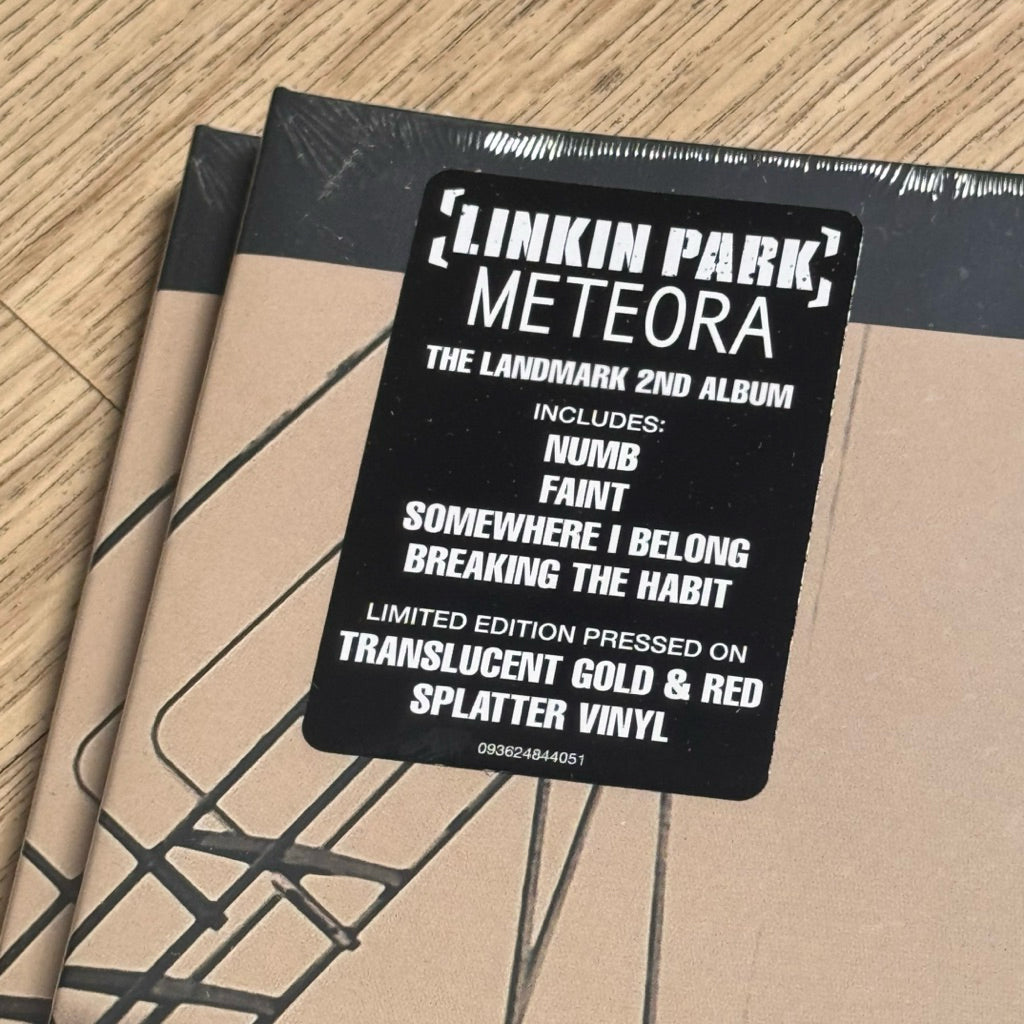 [LINKIN PARK]
METEORA
THE LANDMARK 2ND ALBUM
INCLUDES:
NUMB
FAINT
SOMEWHERE I BELONG
BREAKING THE HABIT
LIMITED EDITION PRESSED ON
TRANSLUCENT GOLD & RED
SPLATTER VINYL
093624844051